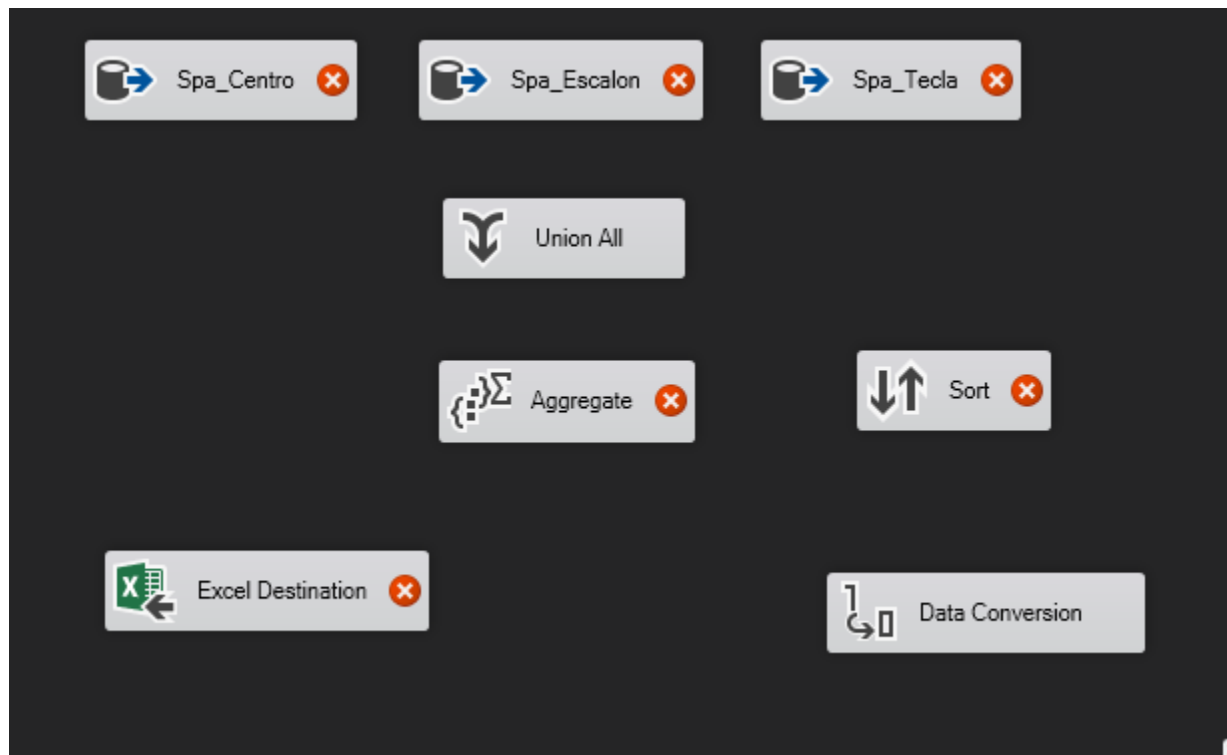 Spa_Centro
Spa_Escalon
Spa_Tecla
Union All
Aggregate
Sort
Excel Destination
Data Conversion